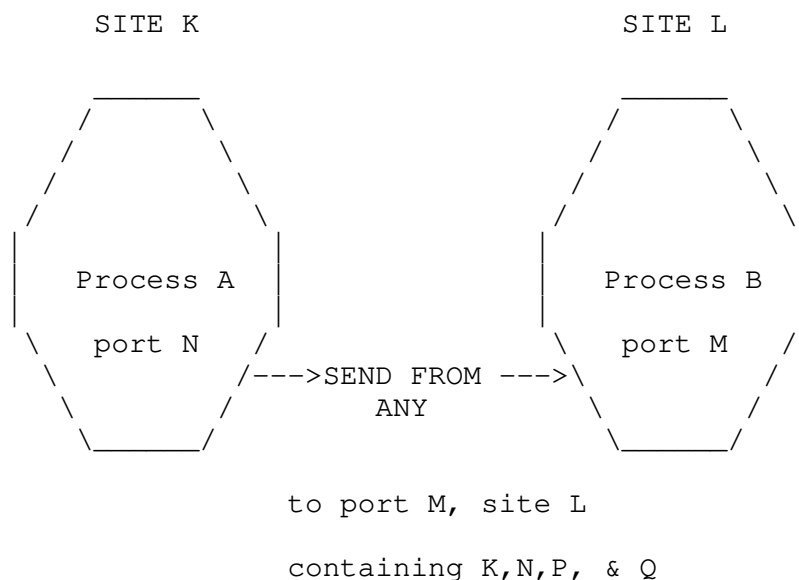 SITE K SITE L
Process A Process B
port N port M
--->SEND FROM --->
ANY
to port M, site L
containing K,N,P, & Q